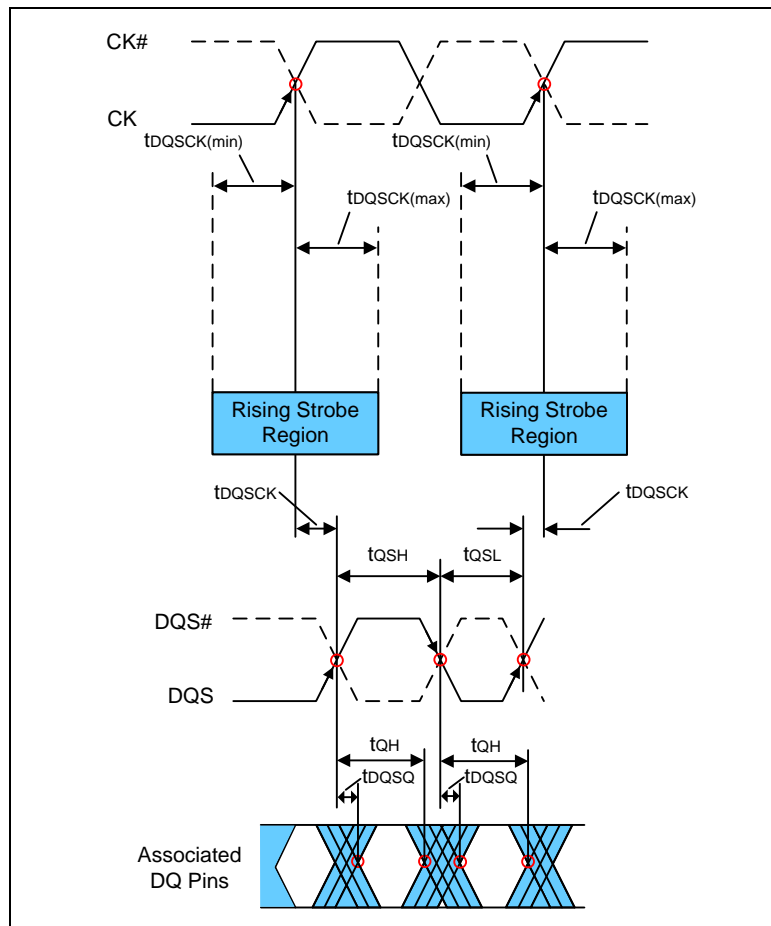 CK#
CK
tDQSCK(min)
tDQSCK(min)
tDQSCK(max)
tDQSCK(max)
Rising Strobe
Region
Rising Strobe
Region
tDQSCK
tDQSCK
tQSH
tQSL
DQS#
DQS
tQH
tQH
tDQSQ
tDQSQ
Associated
DQ Pins